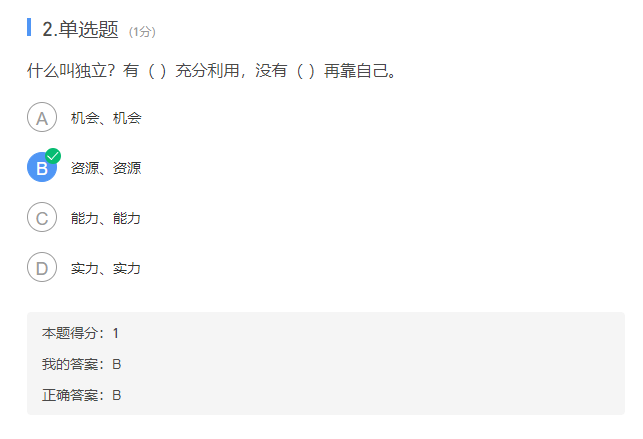 2.单选题 (1分)
什么叫独立？有（ ）充分利用，没有（ ）再靠自己。
A 机会、机会
B 资源、资源
C 能力、能力
D 实力、实力
本题得分：1
我的答案：B
正确答案：B